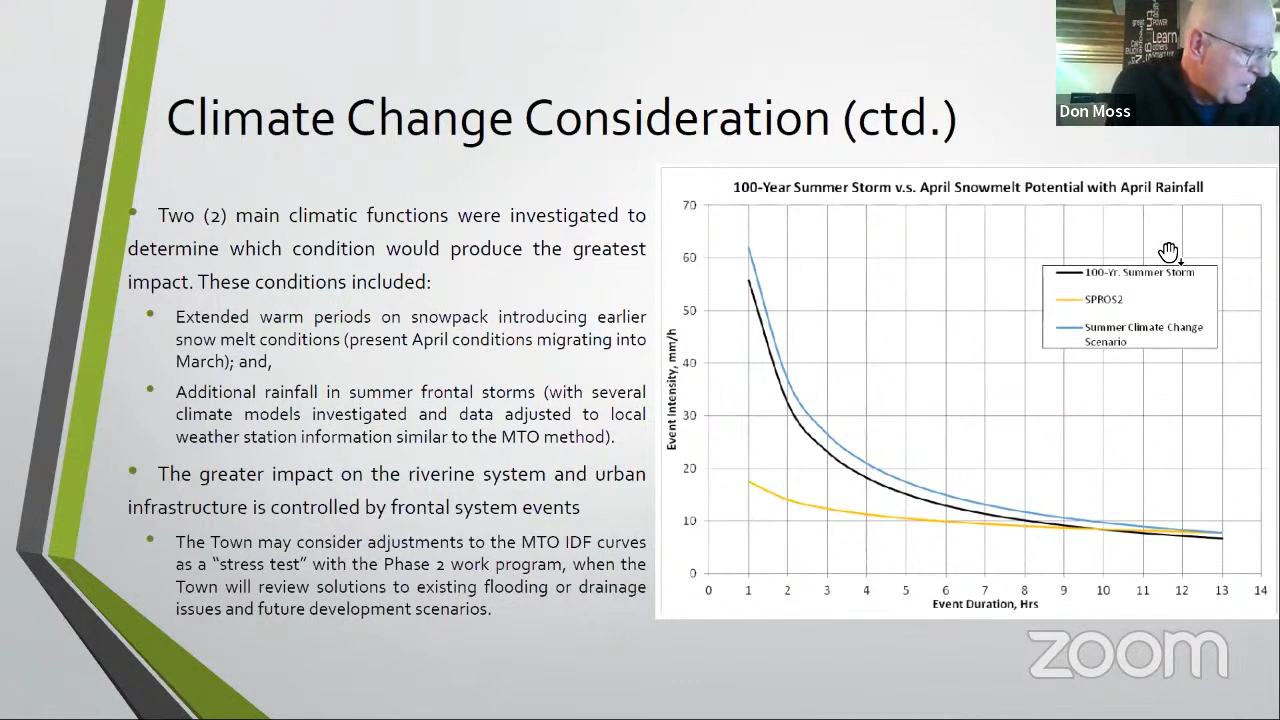 Climate Change Consideration (ctd.)
Two (2) main climatic functions were investigated to
determine which condition would produce the greatest
impact. These conditions included:
Extended warm periods on snowpack introducing earlier
snow melt conditions (present April conditions migrating into
March); and,
Additional rainfall in summer frontal storms (with several
climate models investigated and data adjusted to local
weather station information similar to the MTO method).
The greater impact on the riverine system and urban
infrastructure is controlled by frontal system events
The Town may consider adjustments to the MTO IDF curves
as a “stress test” with the Phase 2 work program, when the
Town will review solutions to existing flooding or drainage
issues and future development scenarios.
100-Year Summer Storm v.s. April Snowmelt Potential with April Rainfall
Event Intensity, mm/h
70
60
50
40
30
20
10
0
0 1 2 3 4 5 6 7 8 9 10 11 12 13 14
Event Duration, Hrs
100-Yr. Summer Storm
SPROS2
Summer Climate Change
Scenario
great
POWER
Learn
others
Don Moss
zoom